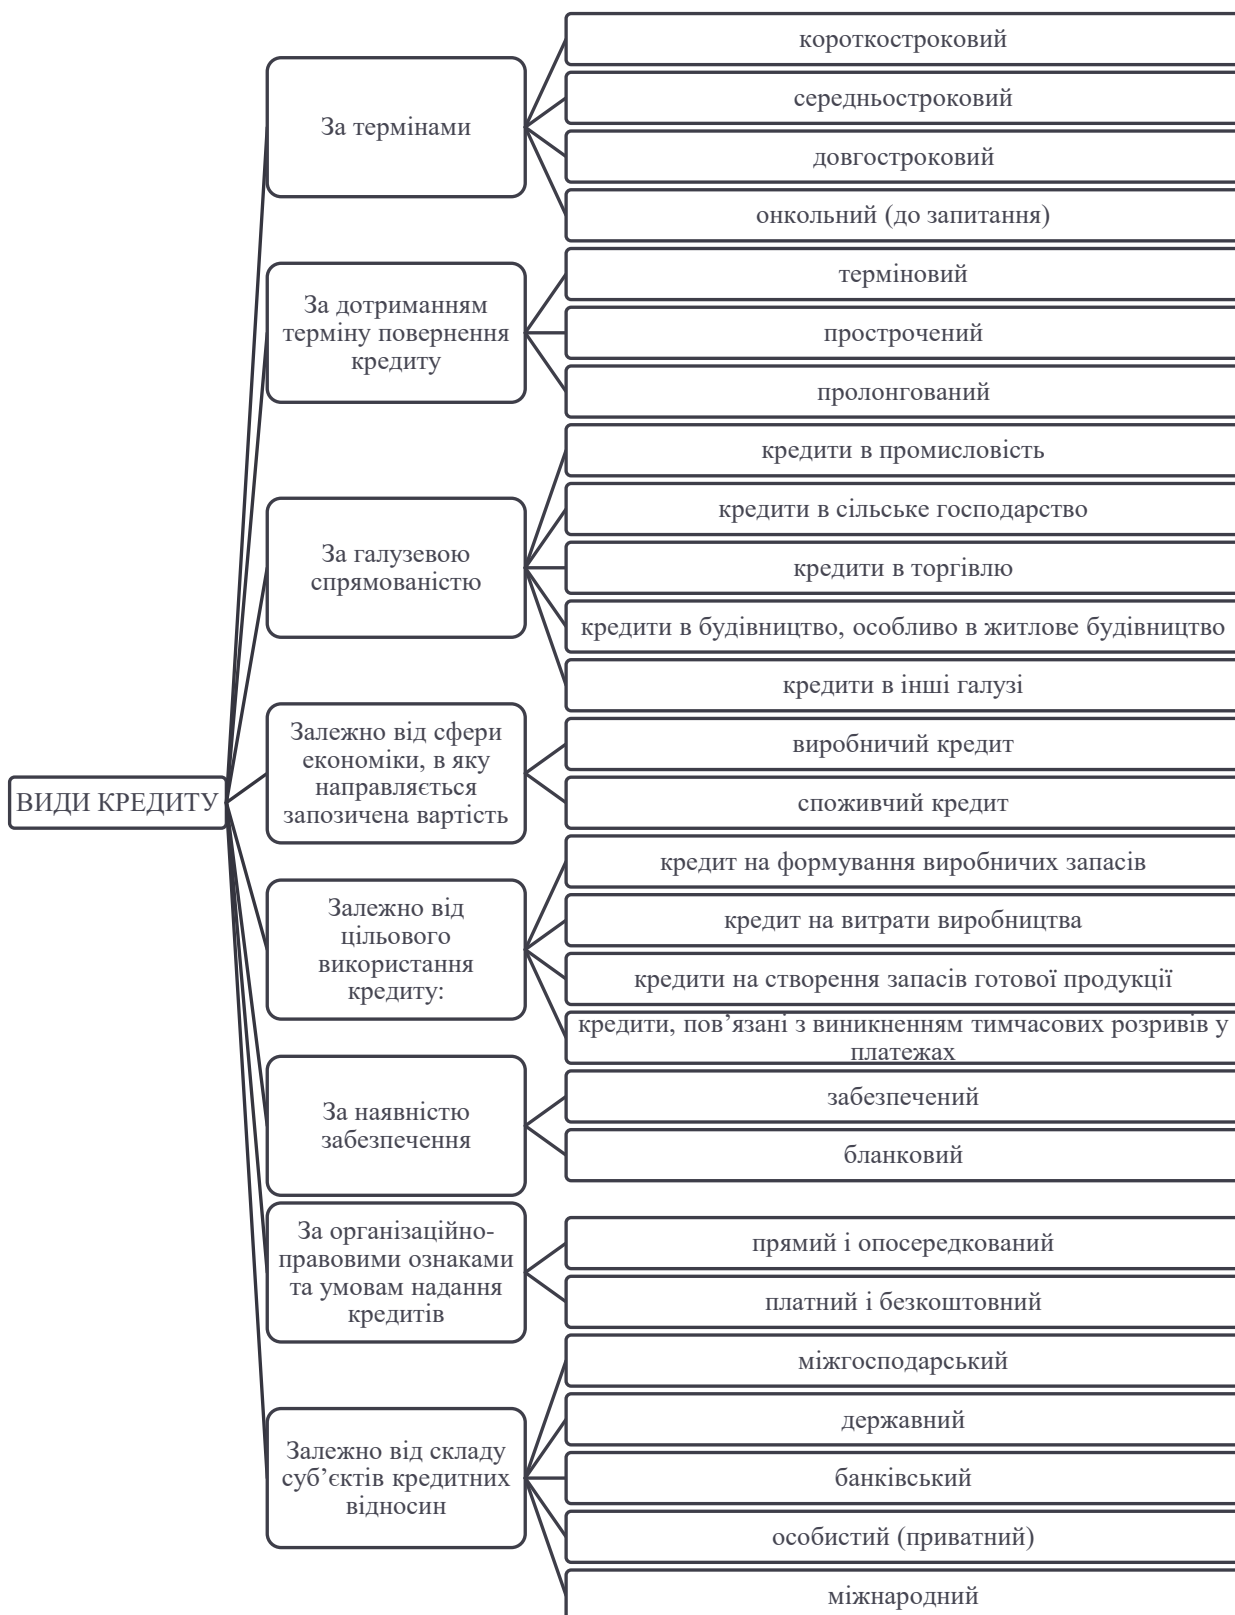 ВИДИ КРЕДИТУ
За термінами
короткостроковий
середньостроковий
довгостроковий
онкольний (до запитання)
За дотриманням
терміну повернення
кредиту
терміновий
прострочений
пролонгований
За галузевою
спрямованістю
кредити в промисловість
кредити в сільське господарство
кредити в торгівлю
кредити в будівництво, особливо в житлове будівництво
кредити в інші галузі
Залежно від сфери
економіки, в яку
направляється
запозичена вартість
виробничий кредит
споживчий кредит
Залежно від
цільового
використання
кредиту:
кредит на формування виробничих запасів
кредит на витрати виробництва
кредити на створення запасів готової продукції
кредити, пов’язані з виникненням тимчасових розривів у
платежах
За наявністю
забезпечення
забезпечений
бланковий
За організаційно-
правовими ознаками
та умовам надання
кредитів
прямий і опосередкований
платний і безкоштовний
Залежно від складу
суб’єктів кредитних
відносин
міжгосподарський
державний
банківський
особистий (приватний)
міжнародний